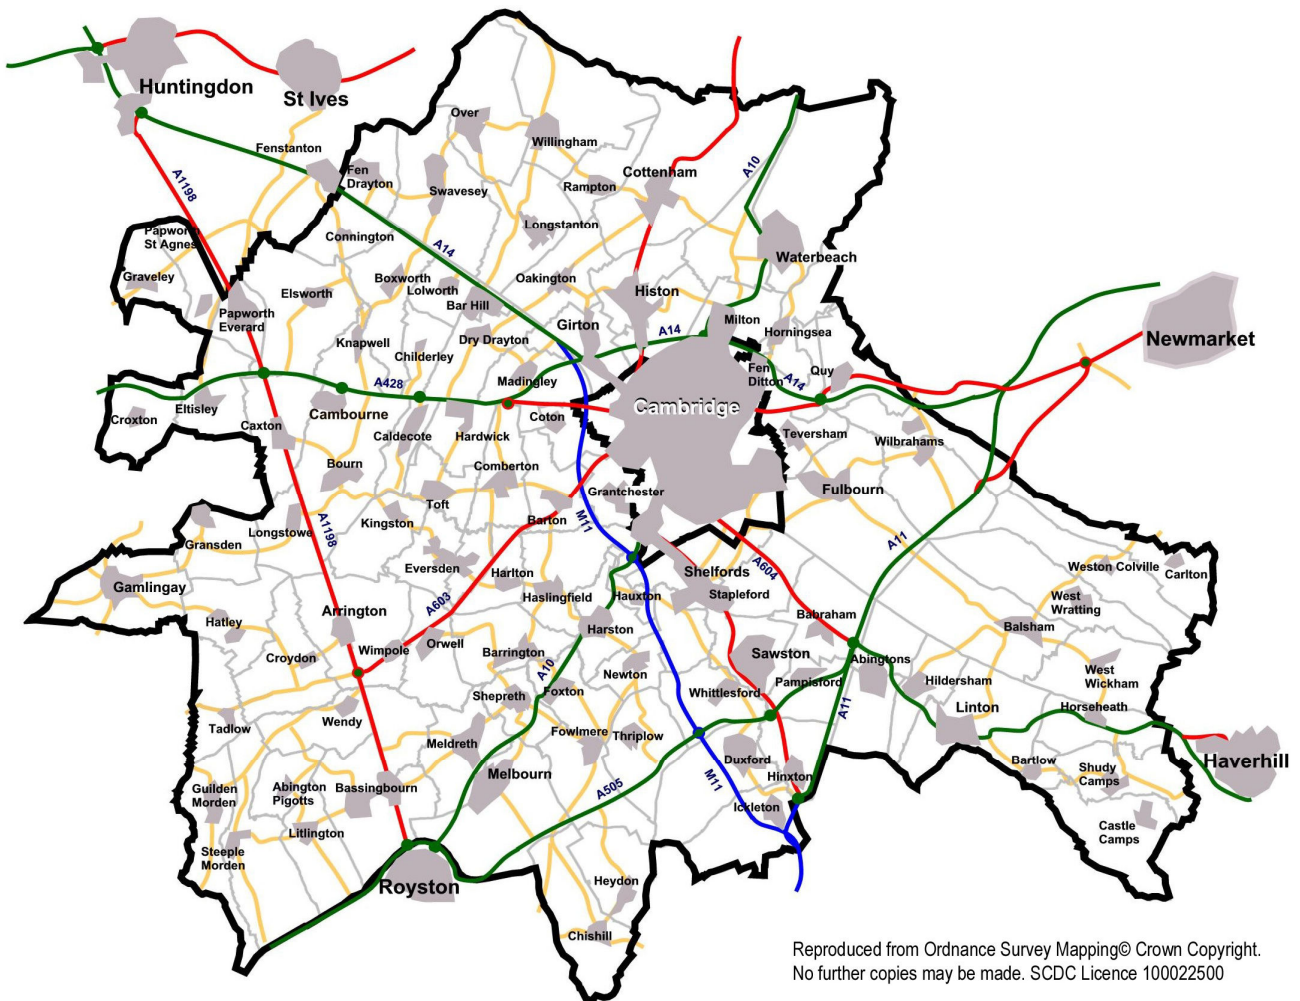 Huntingdon
St Ives
Over
Willingham
Fenstanton
Fen
Drayton
Cottenham
A10
A1198
Swavesey
Rampton
Longstanton
Papworth
St Agnes
Connington
A14
Waterbeach
Graveley
Boxworth
Lolworth
Oakington
Elsworth
Bar Hill
Histon
Papworth
Everard
Girton
Milton
A14
Horningsea
Newmarket
Knapwell
Childerley
Dry Drayton
Fen
Ditton
Quy
A14
Madingley
A428
Croxton
Eltisley
Cambourne
Cambridge
Caxton
Caldecote
Hardwick
Coton
Teversham
Wilbrahams
Bourn
Comberton
Grantchester
Fulbourn
Toft
Longstowe
A1198
Kingston
Barton
M11
Gransden
A11
Gamlingay
Eversden
Harlton
Shelfords
A604
Weston Colville
Carlton
Haslingfield
Hauxton
Stapleford
West
Wratting
Arrington
A603
Babraham
Hatley
Harston
Balsham
Croydon
Wimpole
Orwell
Barrington
Sawston
Abingtons
A10
Newton
Pampisford
Hildersham
West
Wickham
Shepreth
Foxton
Whittlesford
Linton
Horseheath
Tadlow
Wendy
Fowlmere
Thriplow
A11
Meldreth
Duxford
Haverhill
Melbourn
Hinxton
Bartlow
Shudy
Camps
Guilden
Morden
Abington
Pigotts
Bassingbourn
A505
M11
Ickleton
Litlington
Castle
Camps
Steeple
Morden
Royston
Heydon
Chishill
Reproduced from Ordnance Survey Mapping© Crown Copyright.
No further copies may be made. SCDC Licence 100022500